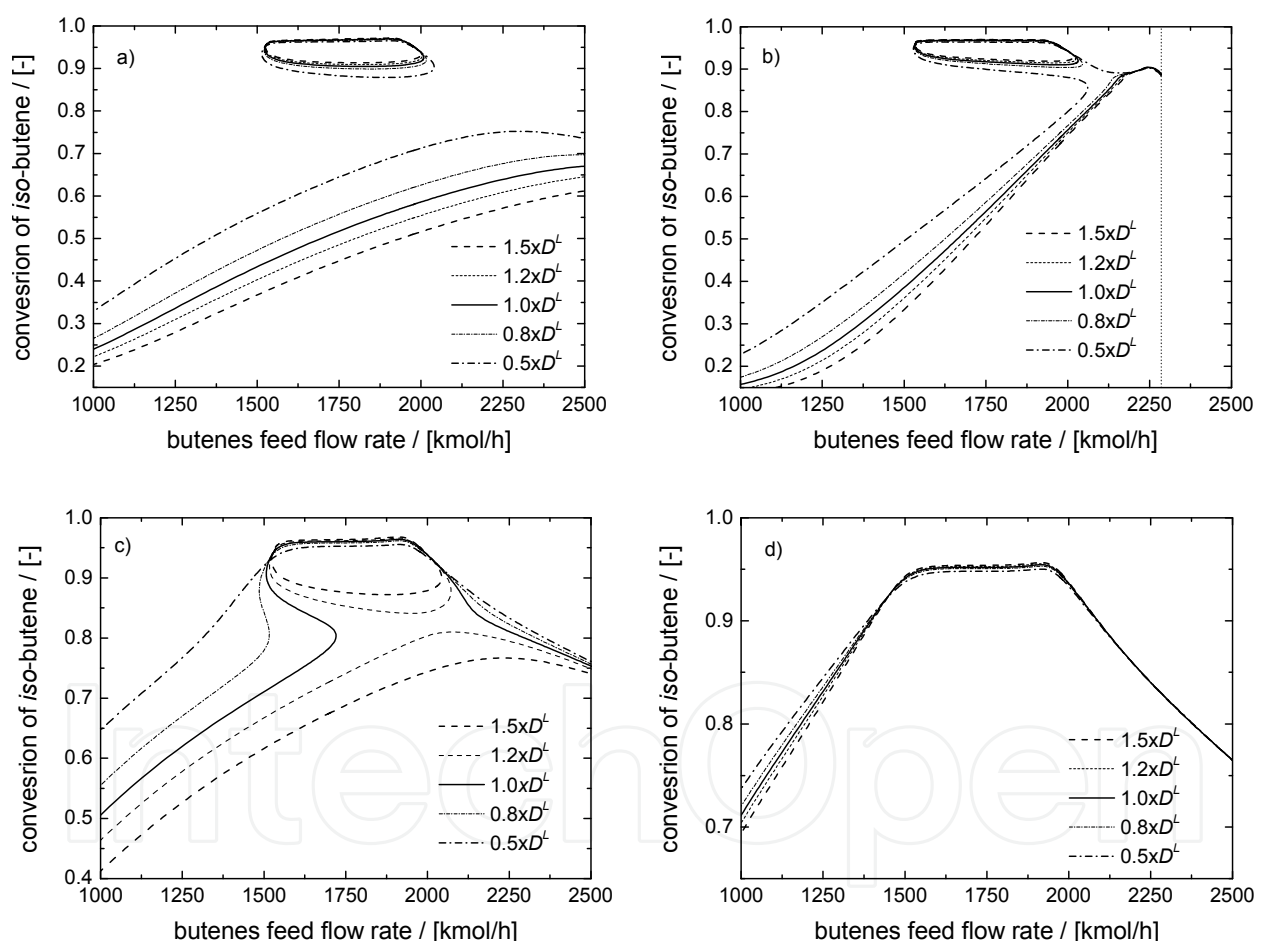 a)
1.0
0.9
0.8
0.7
0.6
0.5
0.4
0.3
0.2
convesrion of iso-butene / [-]
1.5xD^L
1.2xD^L
1.0xD^L
0.8xD^L
0.5xD^L
1000 1250 1500 1750 2000 2250 2500
butenes feed flow rate / [kmol/h]
b)
1.0
0.9
0.8
0.7
0.6
0.5
0.4
0.3
0.2
convesrion of iso-butene / [-]
1.5xD^L
1.2xD^L
1.0xD^L
0.8xD^L
0.5xD^L
1000 1250 1500 1750 2000 2250 2500
butenes feed flow rate / [kmol/h]
c)
1.0
0.9
0.8
0.7
0.6
0.5
0.4
convesrion of iso-butene / [-]
1.5xD^L
1.2xD^L
1.0xD^L
0.8xD^L
0.5xD^L
1000 1250 1500 1750 2000 2250 2500
butenes feed flow rate / [kmol/h]
d)
1.0
0.9
0.8
0.7
convesrion of iso-butene / [-]
1.5xD^L
1.2xD^L
1.0xD^L
0.8xD^L
0.5xD^L
1000 1250 1500 1750 2000 2250 2500
butenes feed flow rate / [kmol/h]
IntechOpen